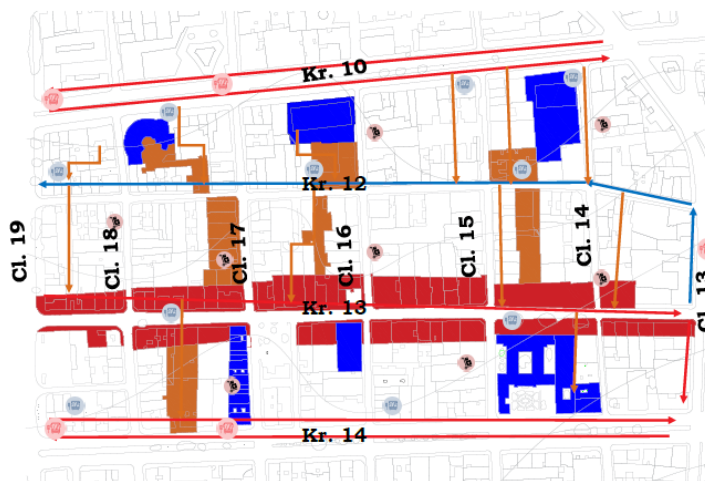 Kr. 10
Kr. 12
Cl. 19
Cl. 18
Cl. 17
Cl. 16
Cl. 15
Cl. 14
Cl. 13
Kr. 13
Kr. 14